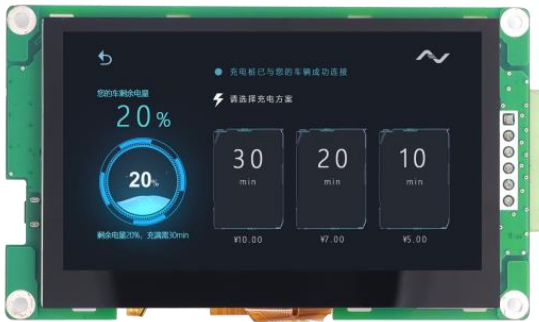 充电桩已与您的车辆成功连接
您的车剩余电量
20%
请选择充电方案
20%
剩余电量20%，充满需30min
30
min
¥10.00
20
min
¥7.00
10
min
¥5.00